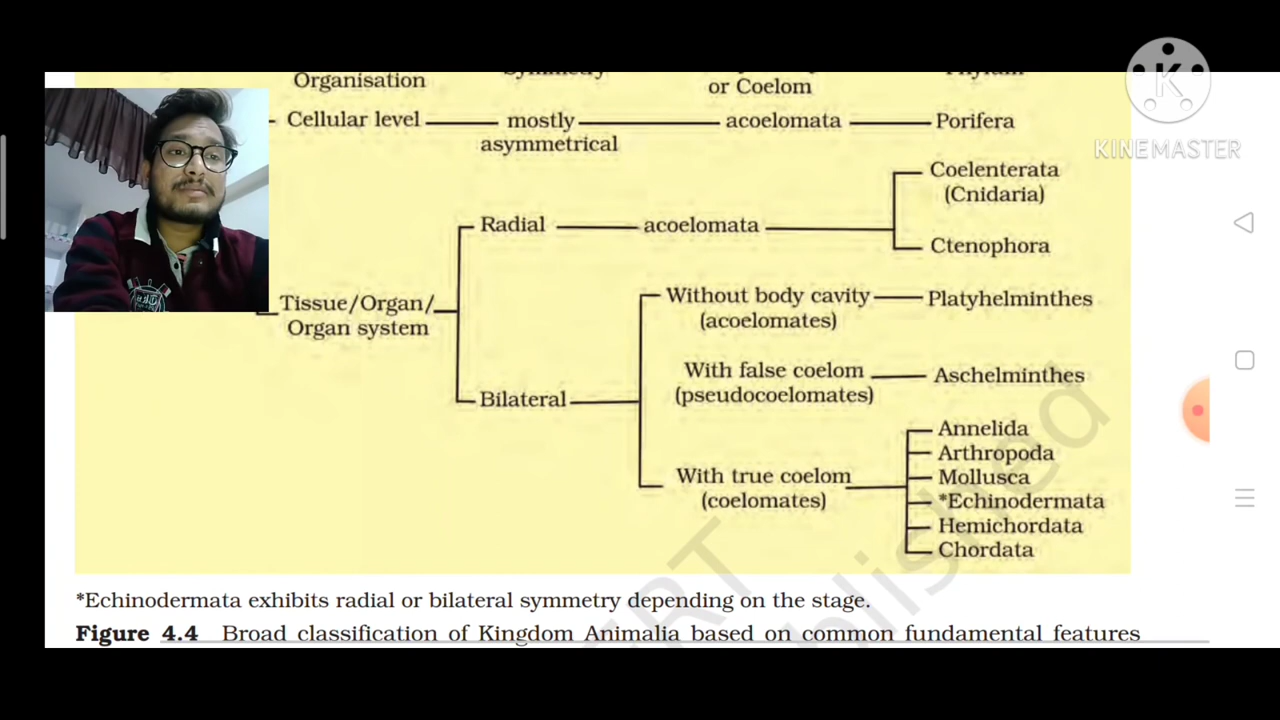 Organisation
Symmetry
or Coelom
Phylum
Cellular level
mostly
asymmetrical
acoelomata
Porifera
Coelenterata
(Cnidaria)
Radial
acoelomata
Ctenophora
Tissue/Organ/
Organ system
Without body cavity
(acoelomates)
Platyhelminthes
With false coelom
(pseudocoelomates)
Aschelminthes
Bilateral
With true coelom
(coelomates)
Annelida
Arthropoda
Mollusca
*Echinodermata
Hemichordata
Chordata
*Echinodermata exhibits radial or bilateral symmetry depending on the stage.
Figure 4.4 Broad classification of Kingdom Animalia based on common fundamental features
K
KINEMASTER